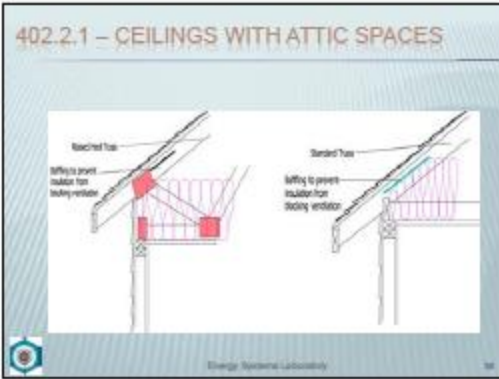 402.2.1 – CEILINGS WITH ATTIC SPACES
Raised Heel Truss
Baffling to prevent
insulation from
blocking ventilation
Standard Truss
Baffling to prevent
insulation from
blocking ventilation
Energy Systems Laboratory